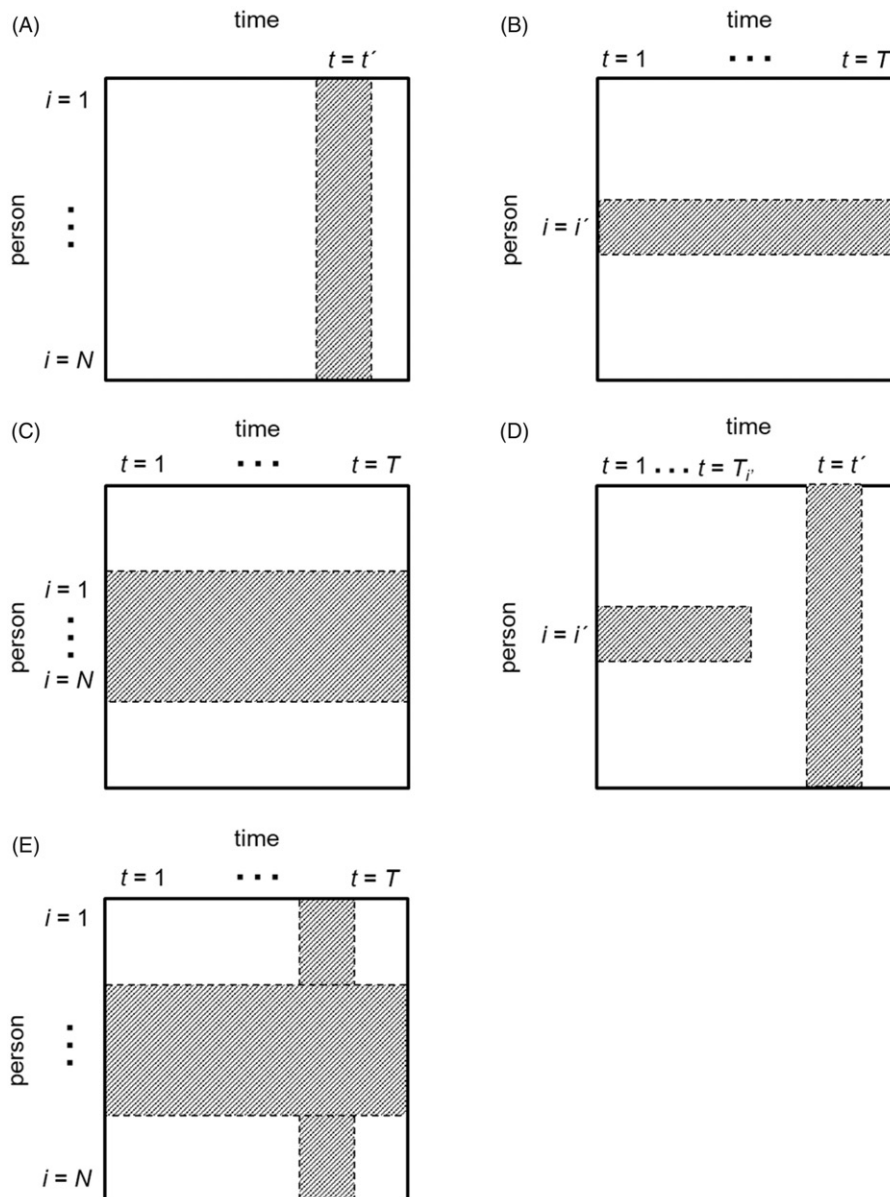 (A)
time
t = t′
i = 1
person
⋮
i = N
(B)
time
t = 1 ... t = T
person
i = i′
(C)
time
t = 1 ... t = T
person
i = 1
⋮
i = N
(D)
time
t = 1 ... t = Ti′ t = t′
person
i = i′
(E)
time
t = 1 ... t = T
i = 1
person
⋮
i = N